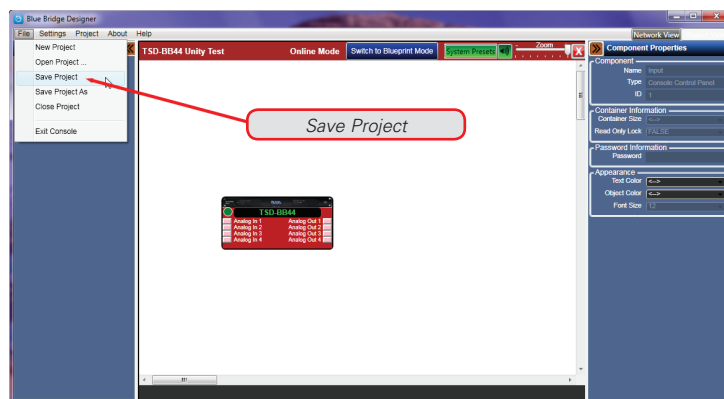 Blue Bridge Designer
File Settings Project About Help
Network View
New Project
Open Project ...
Save Project
Save Project As
Close Project
Exit Console
TSD-BB44 Unity Test
Online Mode
Switch to Blueprint Mode
System Presets
Zoom
X
Save Project
TSD-BB44
Analog In 1 Analog Out 1
Analog In 2 Analog Out 2
Analog In 3 Analog Out 3
Analog In 4 Analog Out 4
Component Properties
Component
Name Input
Type Console Control Panel
ID 1
Container Information
Container Size <-->
Read Only Lock FALSE
Password Information
Password
Appearance
Text Color <-->
Object Color <-->
Font Size 12